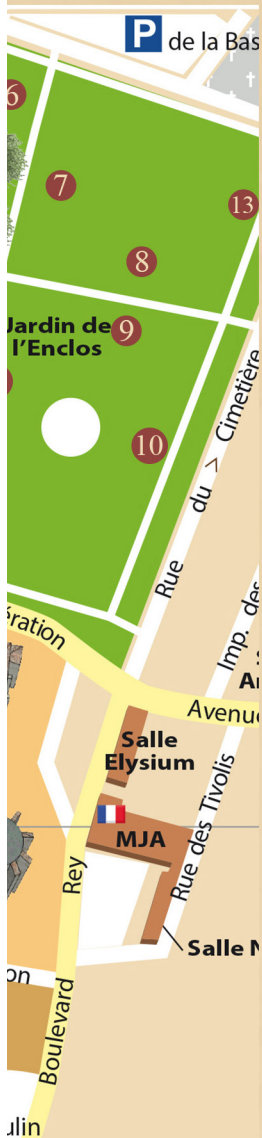 P de la Bas
6
7
13
8
Jardin de
l'Enclos
9
10
Rue du Cimetière
ération
Imp. des
Avenu
Salle
Elysium
MJA
Rue des Tivolis
Rey
Boulevard
Salle N
on
ulin